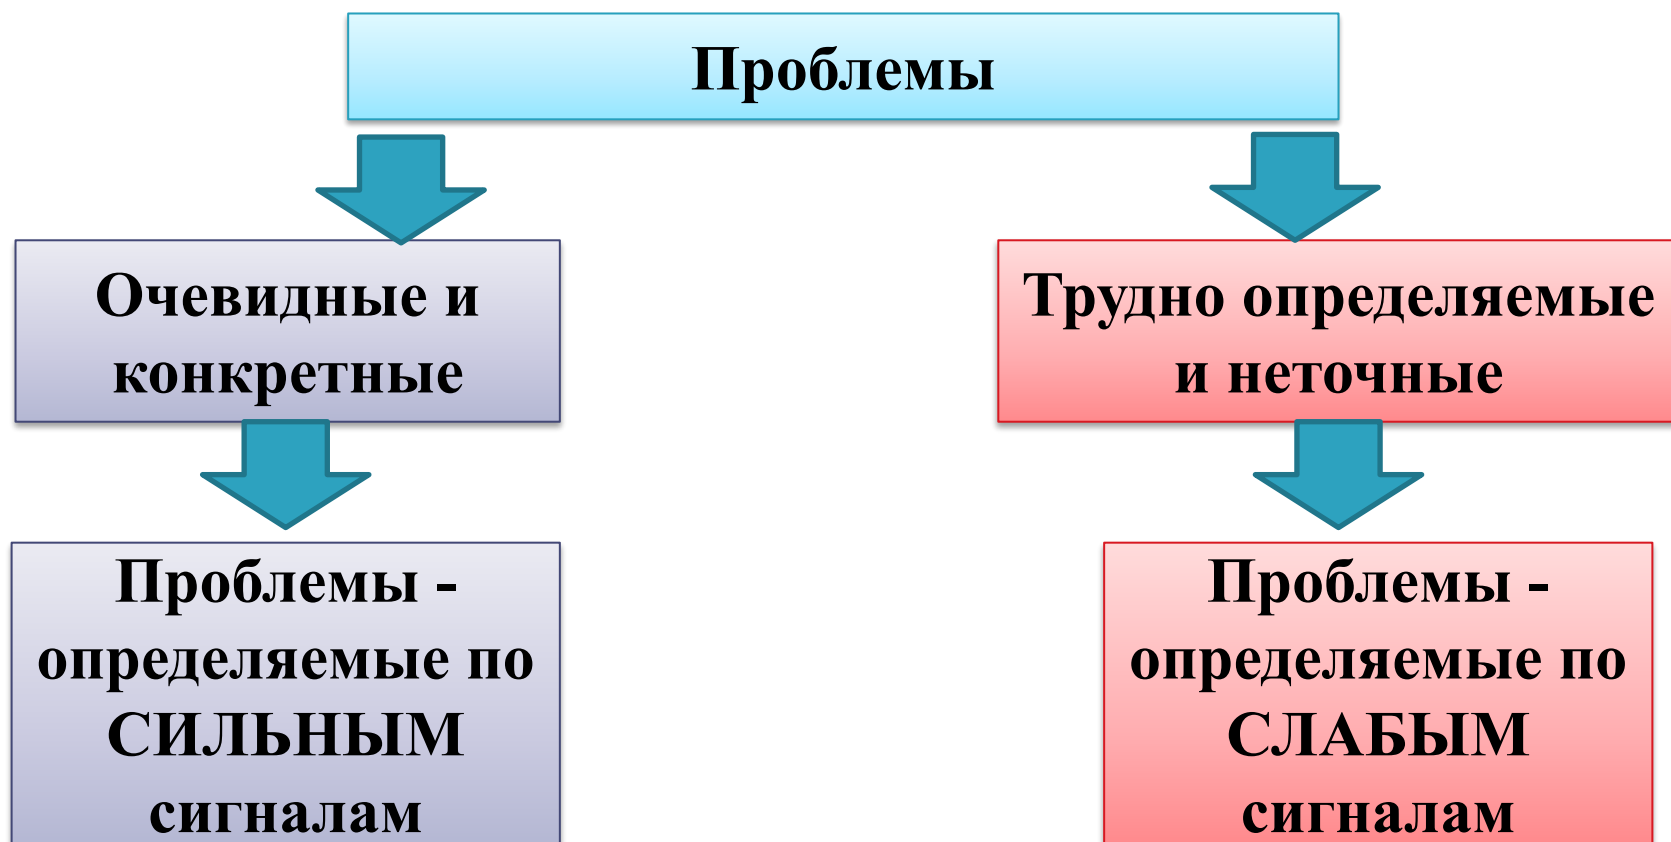 Проблемы
Очевидные и
конкретные
Трудно определяемые
и неточные
Проблемы -
определяемые по
СИЛЬНЫМ
сигналам
Проблемы -
определяемые по
СЛАБЫМ
сигналам